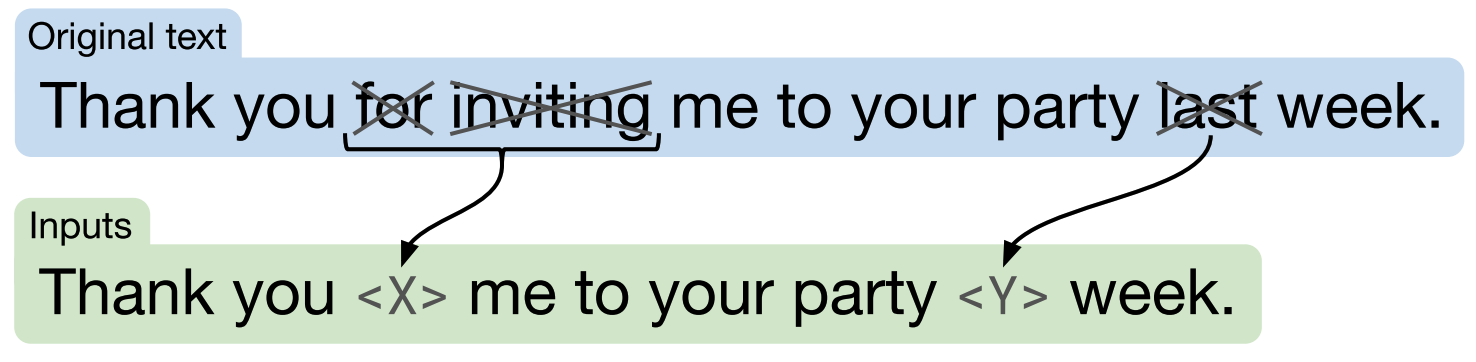 Original text
Thank you for inviting me to your party last week.
Inputs
Thank you <X> me to your party <Y> week.